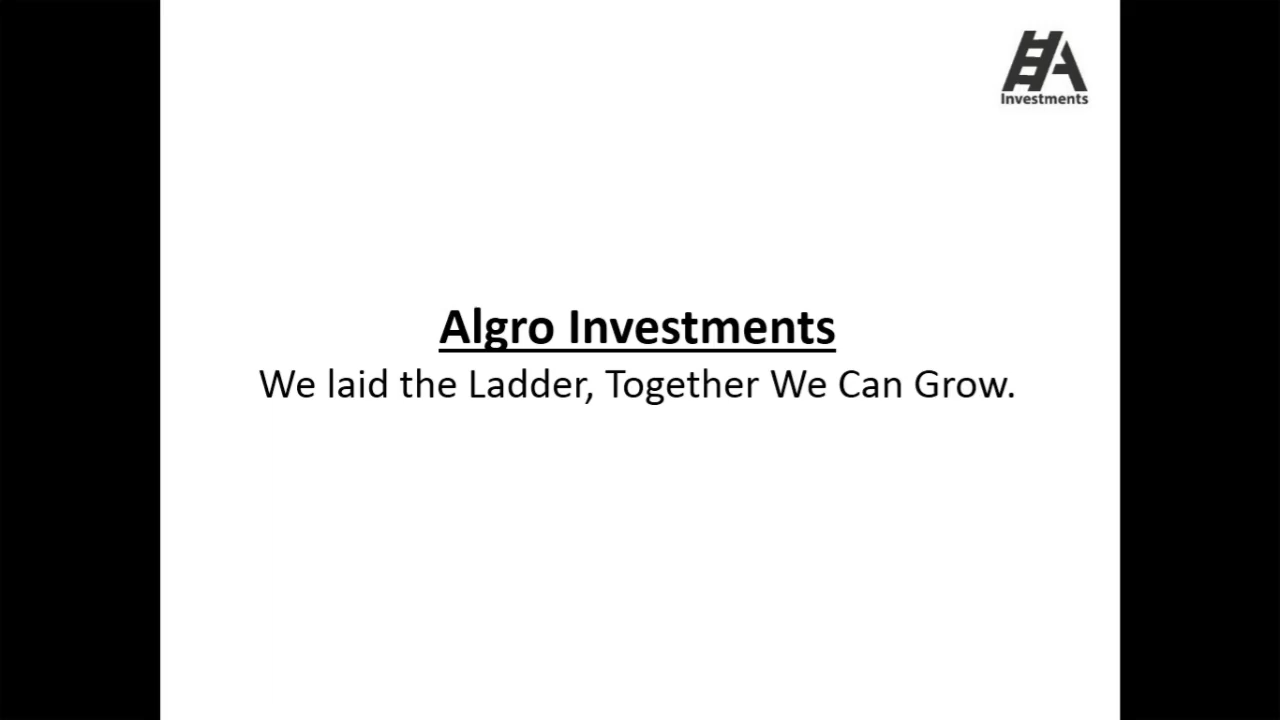 Investments
Algro Investments
We laid the Ladder, Together We Can Grow.